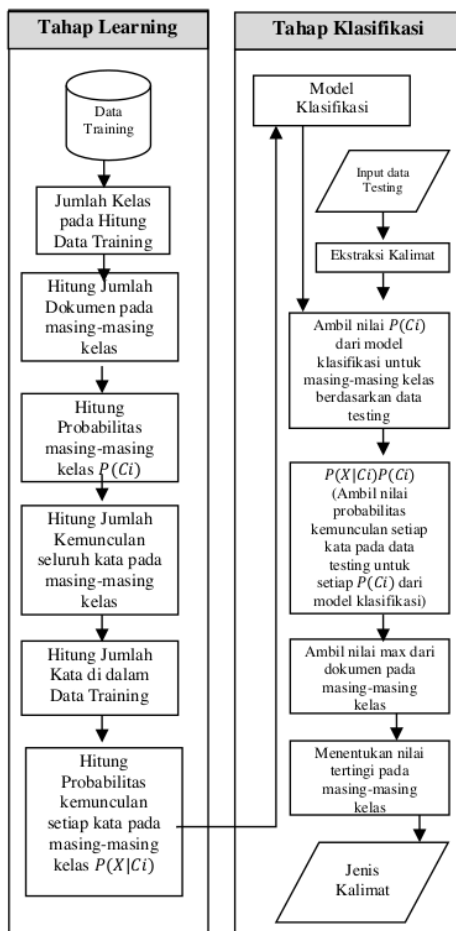 Tahap Learning
Data
Training
Jumlah Kelas
pada Hitung
Data Training
Hitung Jumlah
Dokumen pada
masing-masing
kelas
Hitung
Probabilitas
masing-masing
kelas P(Ci)
Hitung Jumlah
Kemunculan
seluruh kata pada
masing-masing
kelas
Hitung Jumlah
Kata di dalam
Data Training
Hitung
Probabilitas
kemunculan
setiap kata pada
masing-masing
kelas P(X|Ci)
Tahap Klasifikasi
Model
Klasifikasi
Input data
Testing
Ekstraksi Kalimat
Ambil nilai P(Ci)
dari model
klasifikasi untuk
masing-masing kelas
berdasarkan data
testing
P(X|Ci)P(Ci)
(Ambil nilai
probabilitas
kemunculan setiap
kata pada data
testing untuk
setiap P(Ci) dari
model klasifikasi)
Ambil nilai max dari
dokumen pada
masing-masing
kelas
Menentukan nilai
tertingi pada
masing-masing
kelas
Jenis
Kalimat